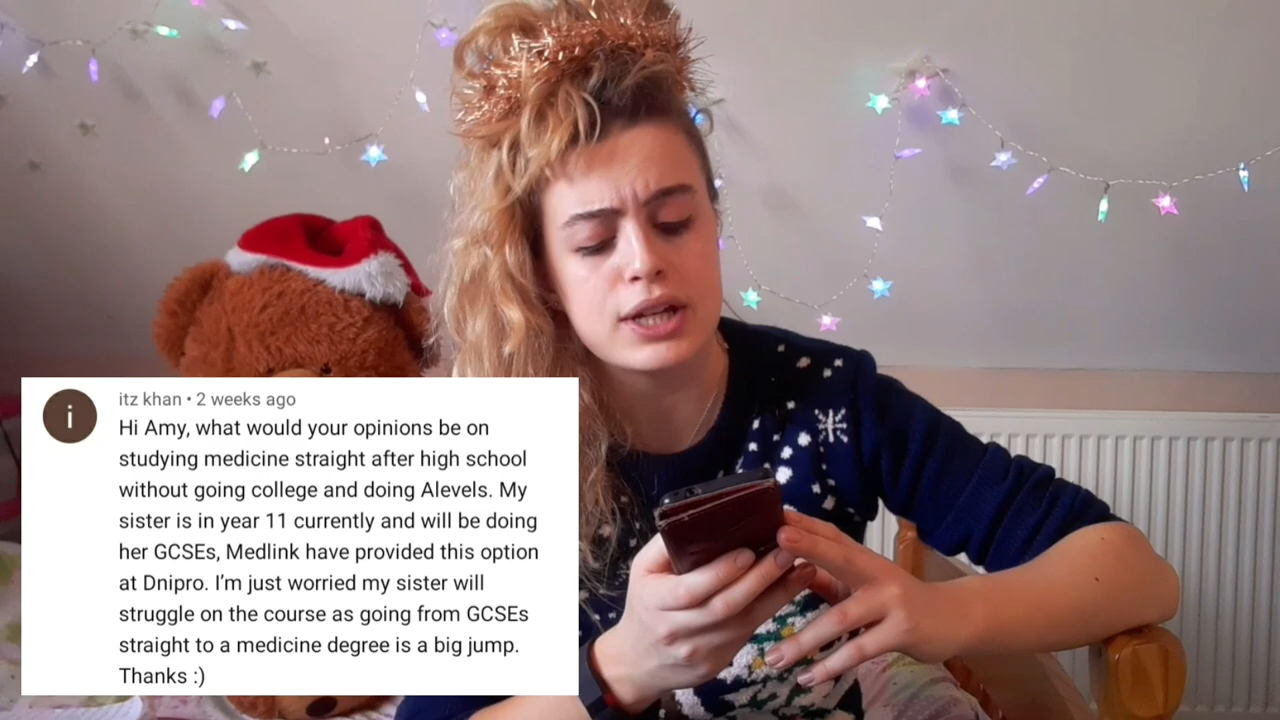 i
itz khan • 2 weeks ago
Hi Amy, what would your opinions be on
studying medicine straight after high school
without going college and doing Alevels. My
sister is in year 11 currently and will be doing
her GCSEs, Medlink have provided this option
at Dnipro. I'm just worried my sister will
struggle on the course as going from GCSEs
straight to a medicine degree is a big jump.
Thanks :)